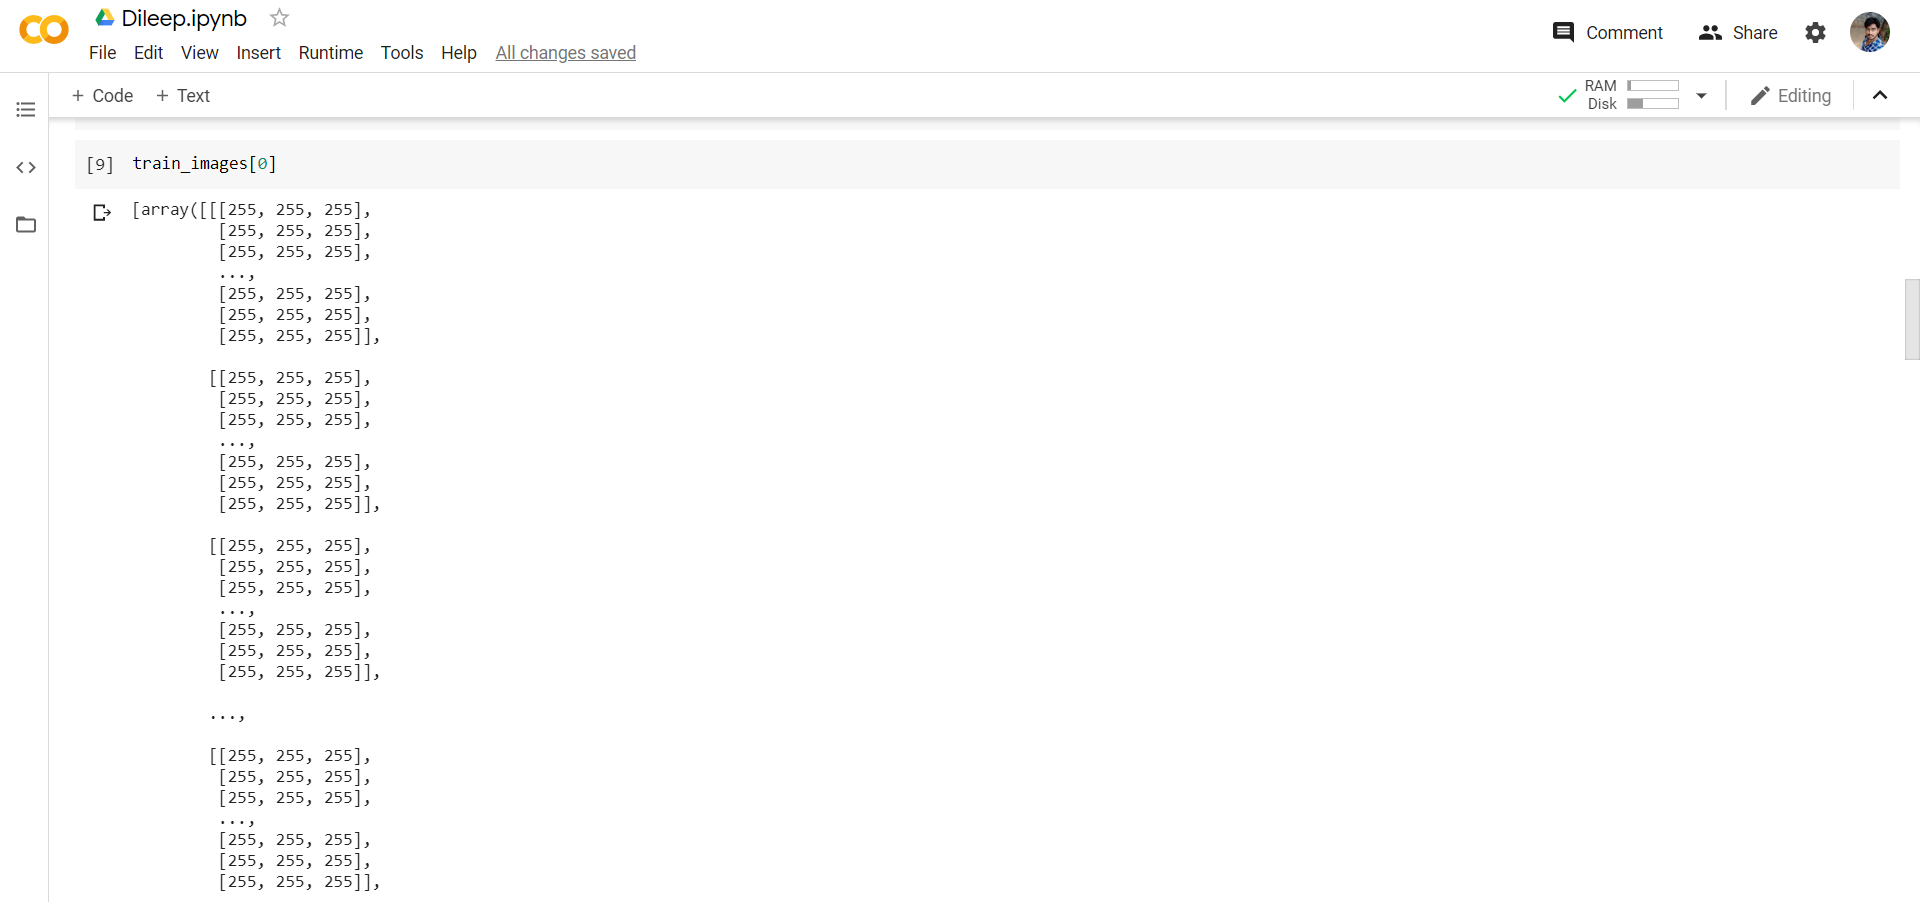 Dileep.ipynb
File Edit View Insert Runtime Tools Help All changes saved
Comment Share
+ Code + Text
RAM
Disk
Editing
[9] train_images[0]
[array([[[255, 255, 255],
[255, 255, 255],
[255, 255, 255],
...,
[255, 255, 255],
[255, 255, 255],
[255, 255, 255]],
[[255, 255, 255],
[255, 255, 255],
[255, 255, 255],
...,
[255, 255, 255],
[255, 255, 255],
[255, 255, 255]],
[[255, 255, 255],
[255, 255, 255],
[255, 255, 255],
...,
[255, 255, 255],
[255, 255, 255],
[255, 255, 255]],
...,
[[255, 255, 255],
[255, 255, 255],
[255, 255, 255],
...,
[255, 255, 255],
[255, 255, 255],
[255, 255, 255]],